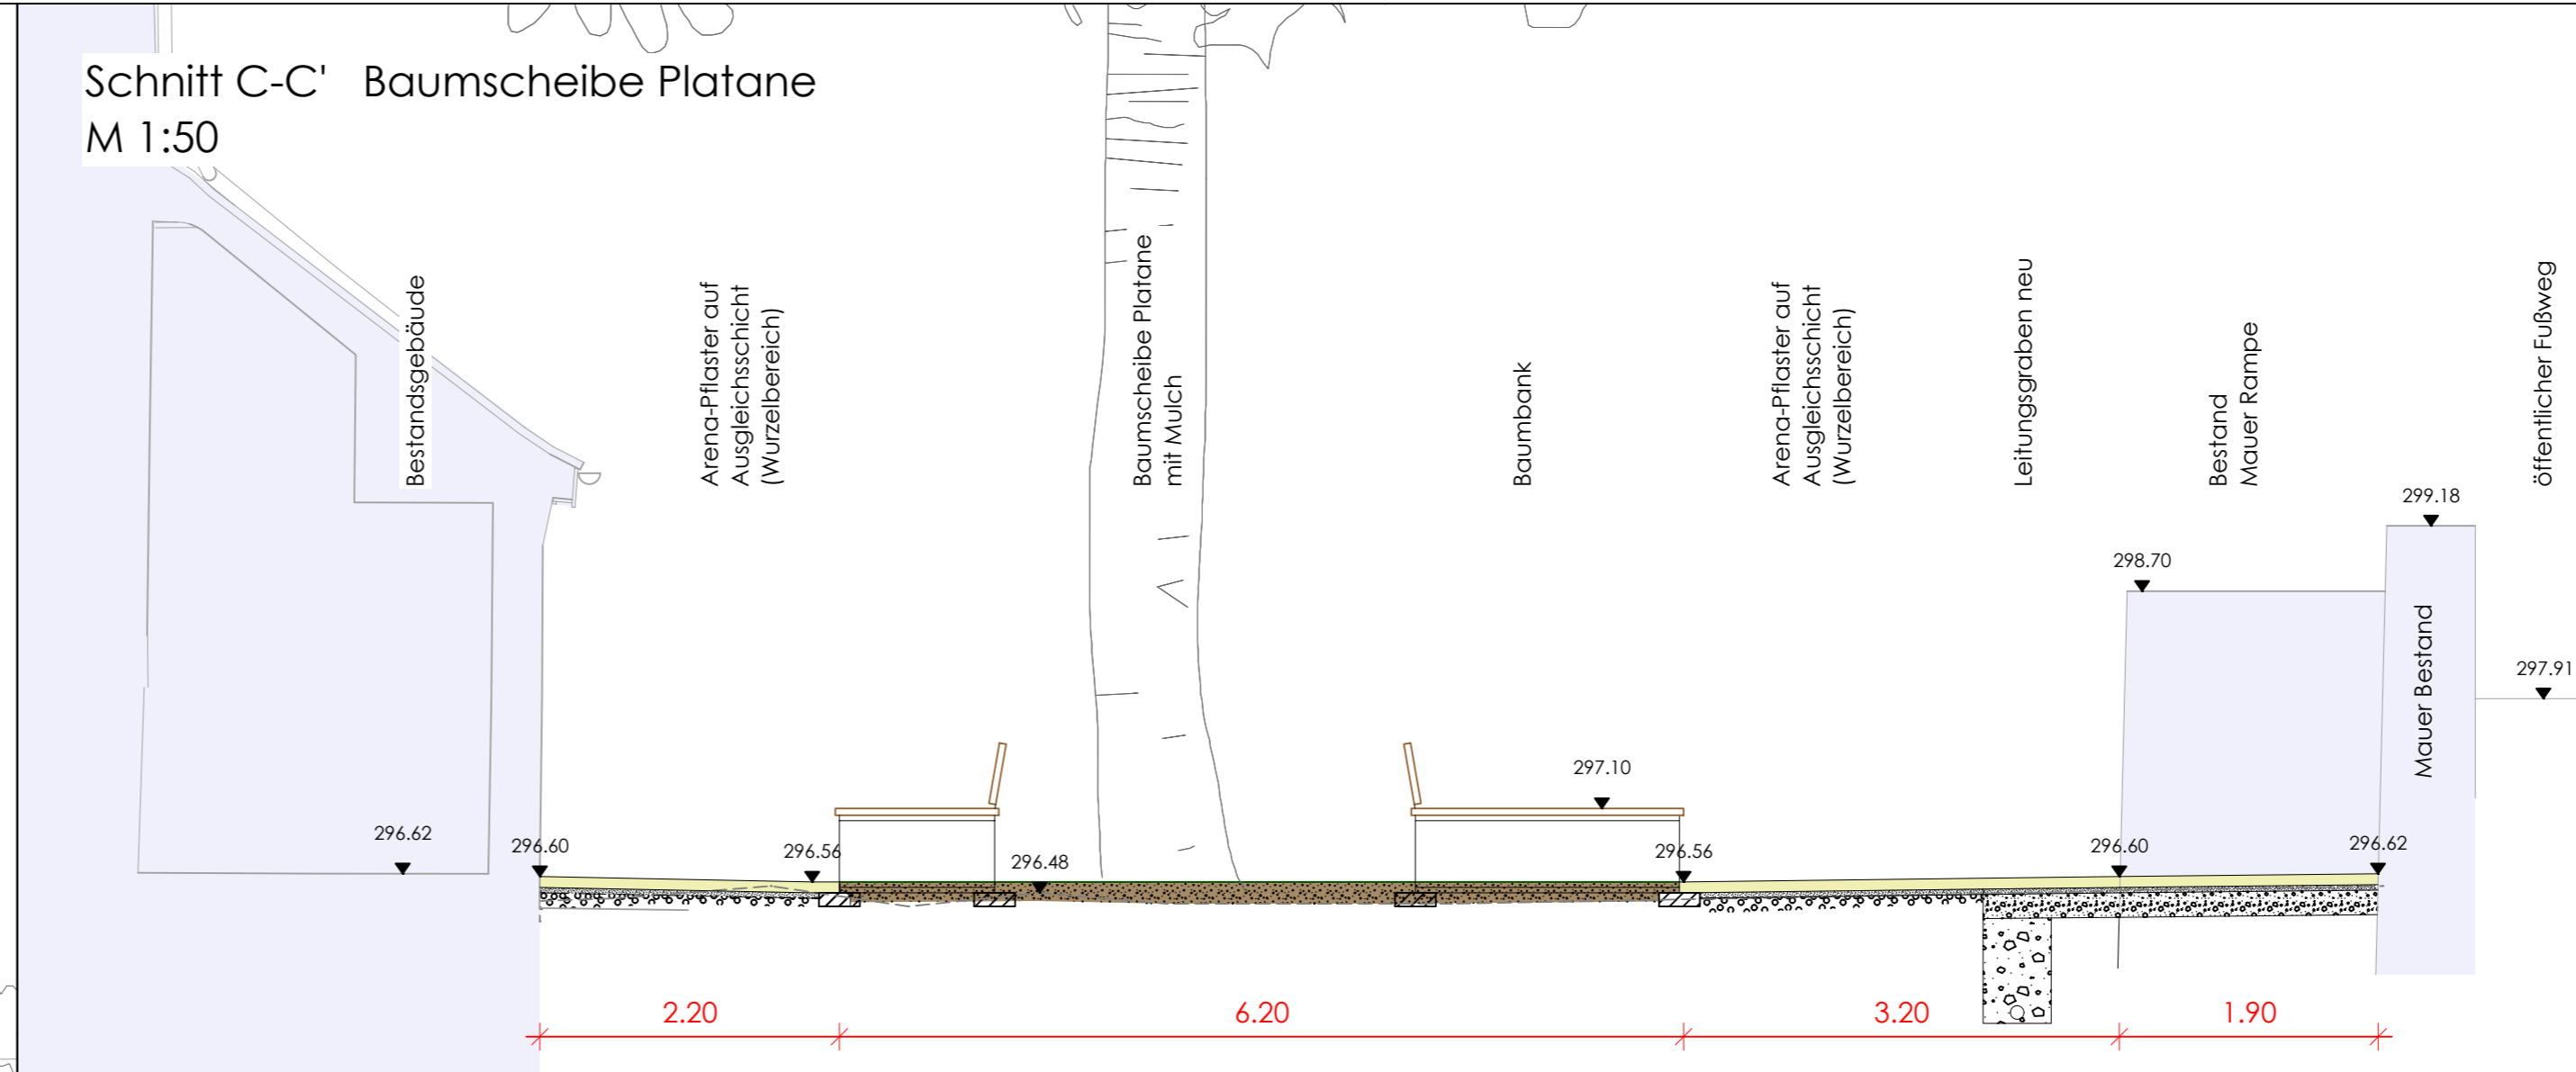 Schnitt C-C' Baumscheibe Platane
M 1:50
Bestandsgebäude
Arena-Pflaster auf
Ausgleichsschicht
(Wurzelbereich)
Baumscheibe Platane
mit Mulch
Baumbank
Arena-Pflaster auf
Ausgleichsschicht
(Wurzelbereich)
Leitungsgraben neu
Bestand
Mauer Rampe
öffentlicher Fußweg
299.18
298.70
Mauer Bestand
297.91
297.10
296.62
296.60
296.56
296.48
296.56
296.60
296.62
2.20
6.20
3.20
1.90